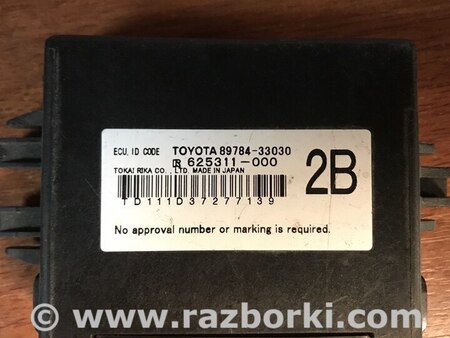 ECU, ID CODE TOYOTA 89784-33030
625311-000
TOKAI RIKA CO., LTD. MADE IN JAPAN
2B
TD111D37277139
No approval number or marking is required.
© www.razborki.com